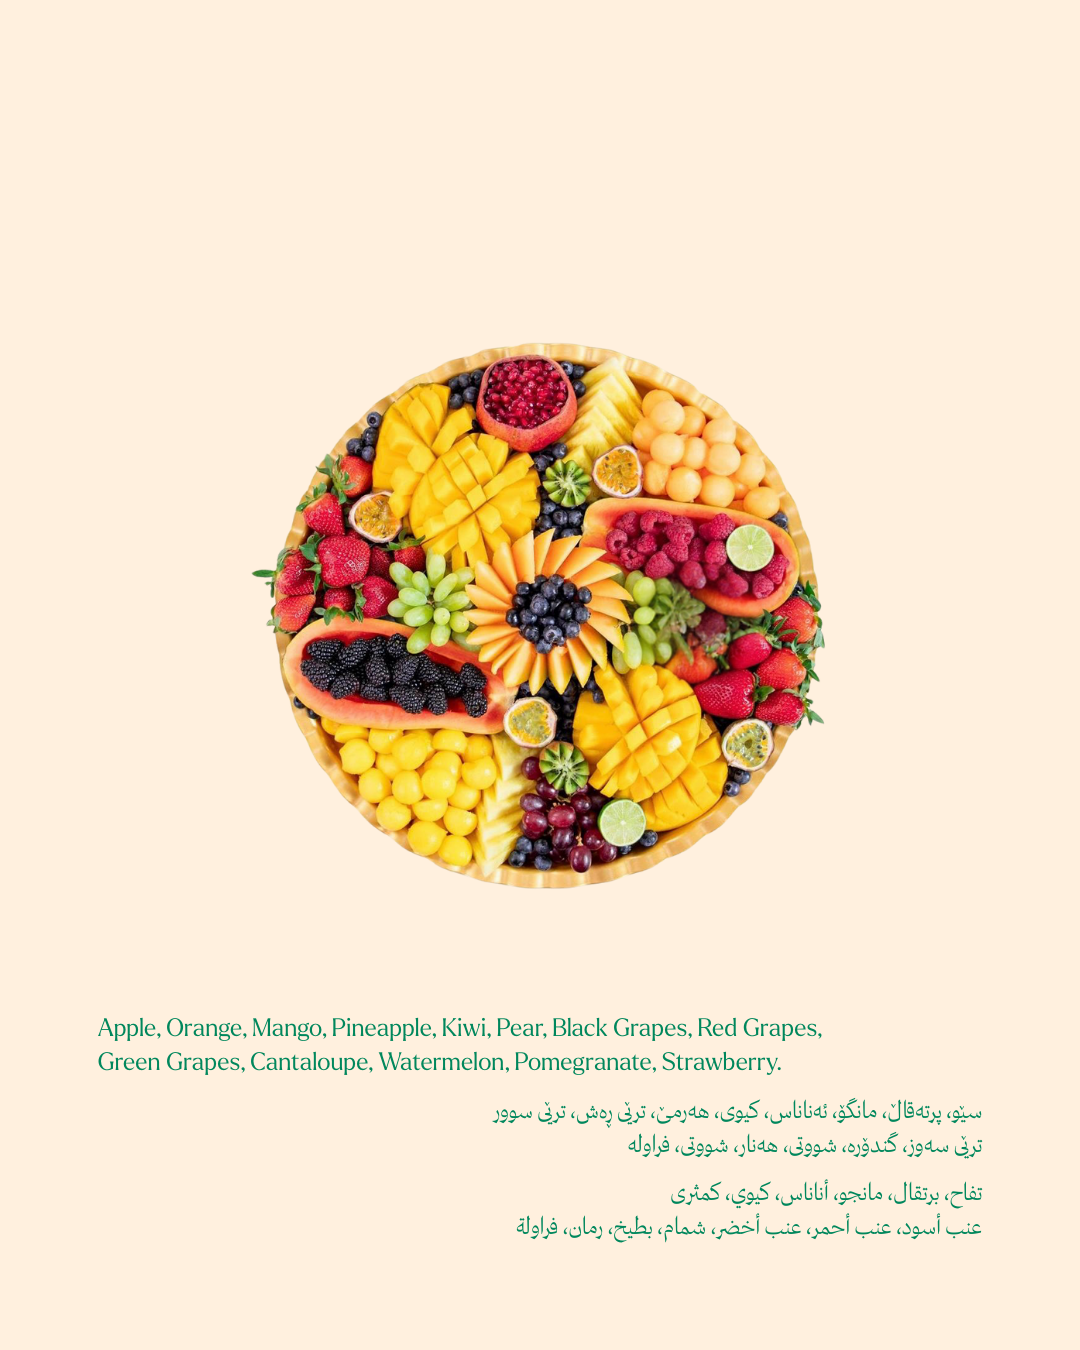 Apple, Orange, Mango, Pineapple, Kiwi, Pear, Black Grapes, Red Grapes,
Green Grapes, Cantaloupe, Watermelon, Pomegranate, Strawberry.
سێو، پرتەقاڵ، مانگۆ، ئەناناس، کیوی، هەرمێ، ترێی ڕەش، ترێی سوور
ترێی سەوز، گندۆرە، شووتی، هەنار، شووتی، فراولە
تفاح، برتقال، مانجو، أناناس، كيوي، كمثرى
عنب أسود، عنب أحمر، عنب أخضر، شمام، بطيخ، رمان، فراولة